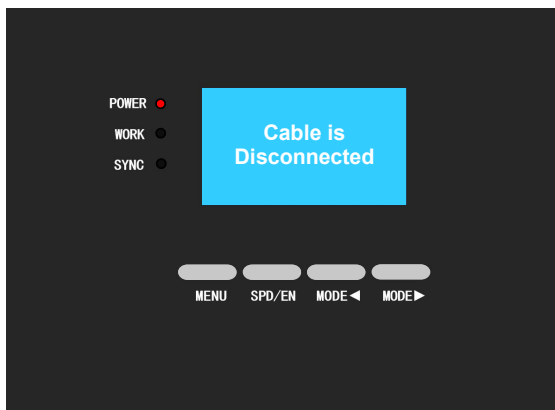 POWER
WORK
SYNC
Cable is
Disconnected
MENU SPD/EN MODE◀ MODE▶